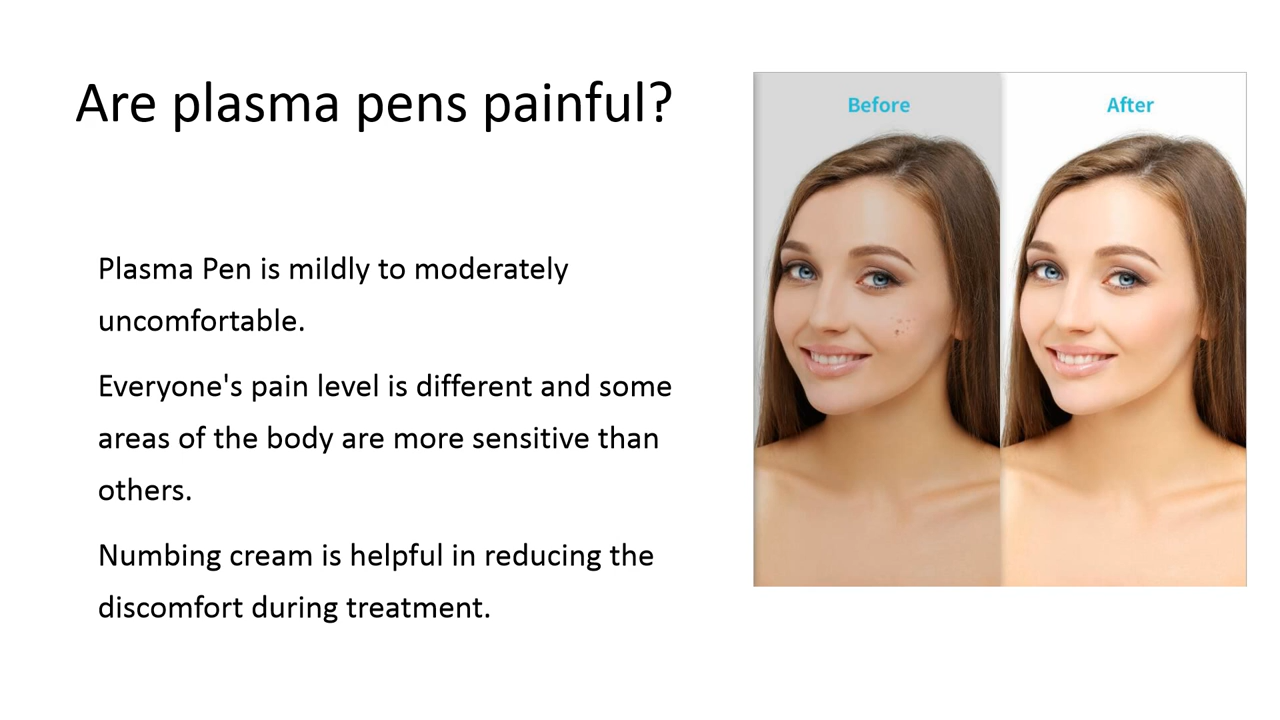 Are plasma pens painful?
Before
After
Plasma Pen is mildly to moderately
uncomfortable.
Everyone's pain level is different and some
areas of the body are more sensitive than
others.
Numbing cream is helpful in reducing the
discomfort during treatment.